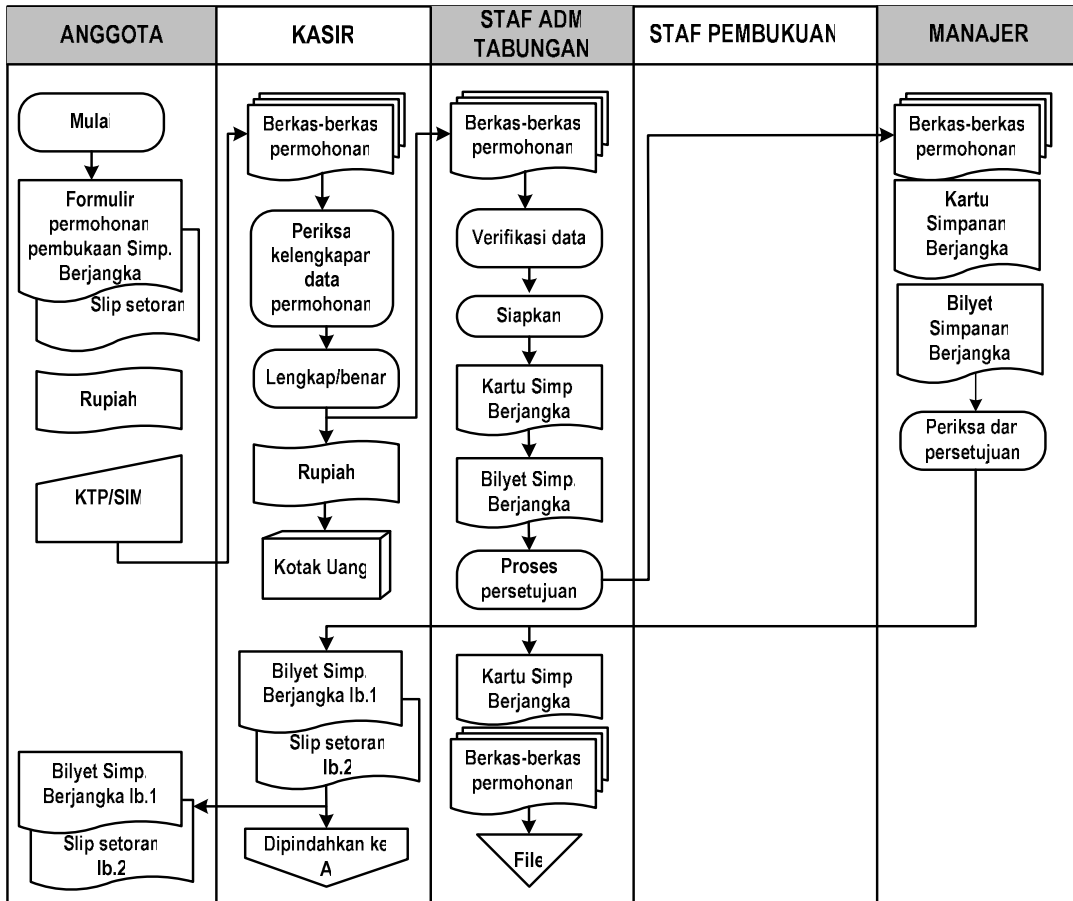 ANGGOTA
KASIR
STAF ADM
TABUNGAN
STAF PEMBUKUAN
MANAJER
Mulai
Formulir
permohonan
pembukaan Simp.
Berjangka
Slip setoran
Rupiah
KTP/SIM
Berkas-berkas
permohonan
Periksa
kelengkapan
data
permohonan
Lengkap/benar
Rupiah
Kotak Uang
Berkas-berkas
permohonan
Verifikasi data
Siapkan
Kartu Simp
Berjangka
Bilyet Simp.
Berjangka
Proses
persetujuan
Berkas-berkas
permohonan
Kartu
Simpanan
Berjangka
Bilyet
Simpanan
Berjangka
Periksa dan
persetujuan
Bilyet Simp.
Berjangka lb.1
Slip setoran
lb.2
Dipindahkan ke
A
Kartu Simp
Berjangka
Berkas-berkas
permohonan
File
Bilyet Simp.
Berjangka lb.1
Slip setoran
lb.2